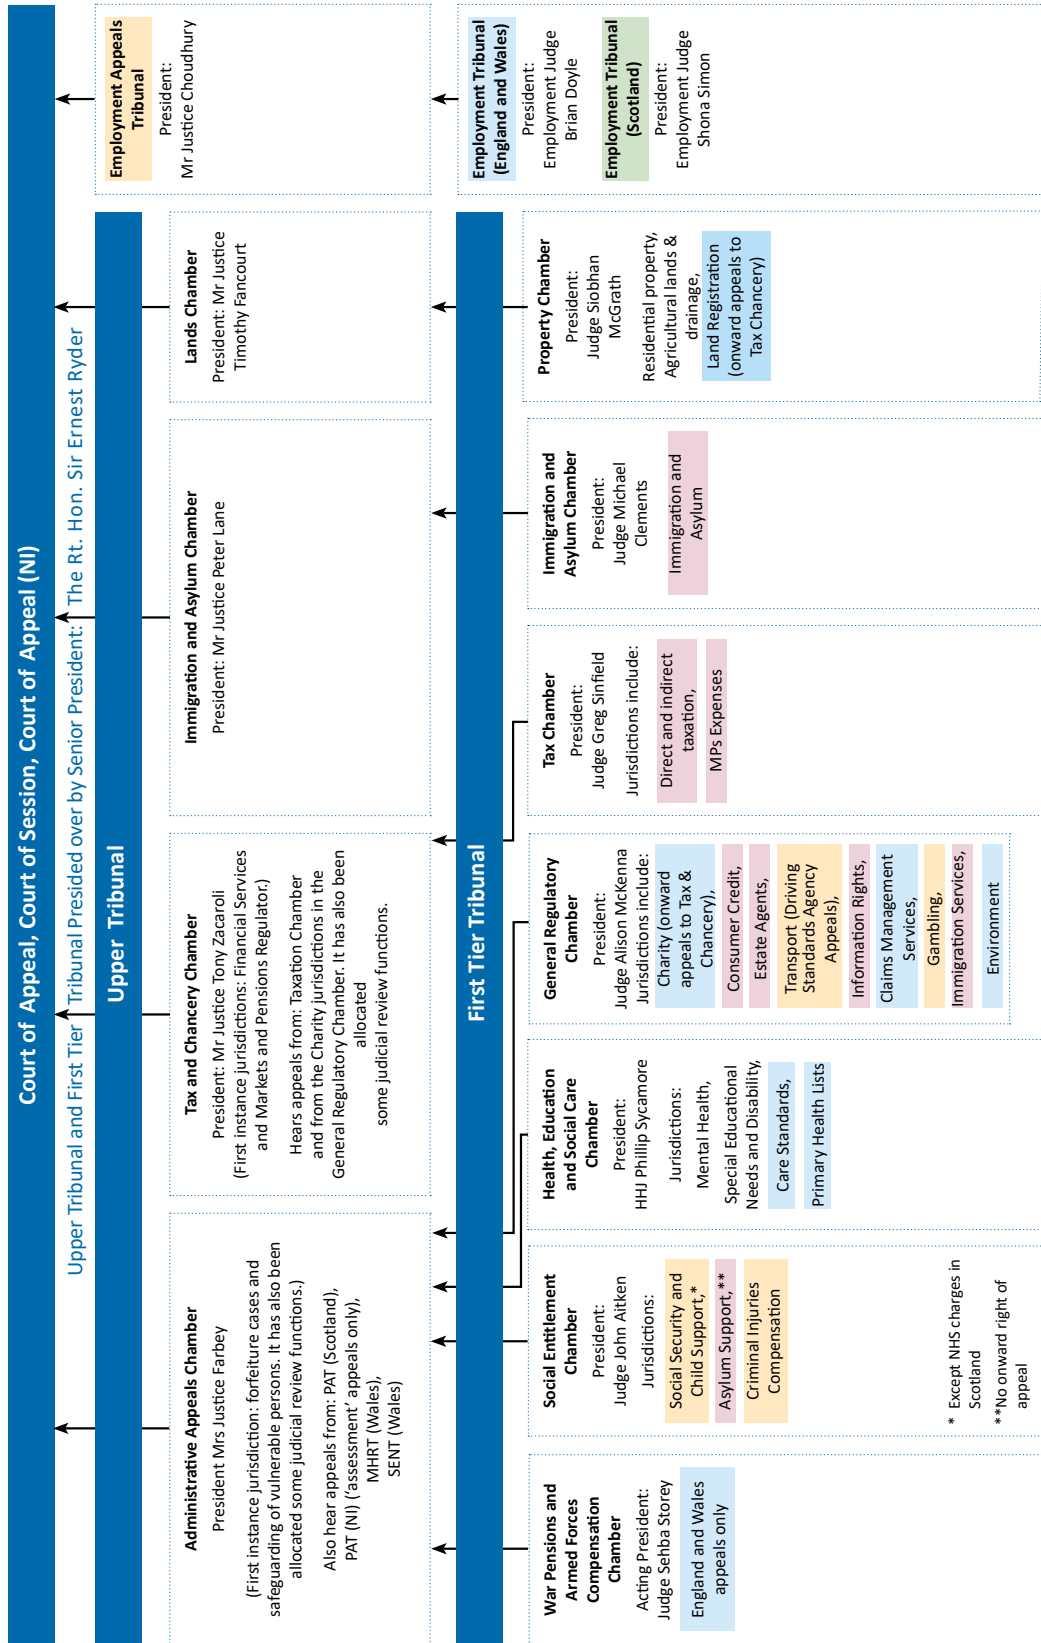 Court of Appeal, Court of Session, Court of Appeal (NI)
Upper Tribunal and First Tier Tribunal Presided over by Senior President: The Rt. Hon. Sir Ernest Ryder
Upper Tribunal
Administrative Appeals Chamber
President Mrs Justice Farbey
(First instance jurisdiction: forfeiture cases and
safeguarding of vulnerable persons. It has also been
allocated some judicial review functions.)
Also hear appeals from: PAT (Scotland),
PAT (NI) (‘assessment’ appeals only),
MHRT (Wales),
SENT (Wales)
Tax and Chancery Chamber
President: Mr Justice Tony Zacaroli
(First instance jurisdictions: Financial Services
and Markets and Pensions Regulator.)
Hears appeals from: Taxation Chamber
and from the Charity jurisdictions in the
General Regulatory Chamber. It has also been
allocated
some judicial review functions.
Immigration and Asylum Chamber
President: Mr Justice Peter Lane
Lands Chamber
President: Mr Justice
Timothy Fancourt
Employment Appeals
Tribunal
President:
Mr Justice Choudhury
First Tier Tribunal
War Pensions and
Armed Forces
Compensation
Chamber
Acting President:
Judge Sehba Storey
England and Wales
appeals only
Social Entitlement
Chamber
President:
Judge John Aitken
Jurisdictions:
Social Security and
Child Support,*
Asylum Support,**
Criminal Injuries
Compensation
* Except NHS charges in
Scotland
**No onward right of
appeal
Health, Education
and Social Care
Chamber
President:
HHJ Phillip Sycamore
Jurisdictions:
Mental Health,
Special Educational
Needs and Disability,
Care Standards,
Primary Health Lists
General Regulatory
Chamber
President:
Judge Alison McKenna
Jurisdictions include:
Charity (onward
appeals to Tax &
Chancery),
Consumer Credit,
Estate Agents,
Transport (Driving
Standards Agency
Appeals),
Information Rights,
Claims Management
Services,
Gambling,
Immigration Services,
Environment
Tax Chamber
President:
Judge Greg Sinfield
Jurisdictions include:
Direct and indirect
taxation,
MPs Expenses
Immigration and
Asylum Chamber
President:
Judge Michael
Clements
Immigration and
Asylum
Property Chamber
President:
Judge Siobhan
McGrath
Residential property,
Agricultural lands &
drainage,
Land Registration
(onward appeals to
Tax Chancery)
Employment Tribunal
(England and Wales)
President:
Employment Judge
Brian Doyle
Employment Tribunal
(Scotland)
President:
Employment Judge
Shona Simon